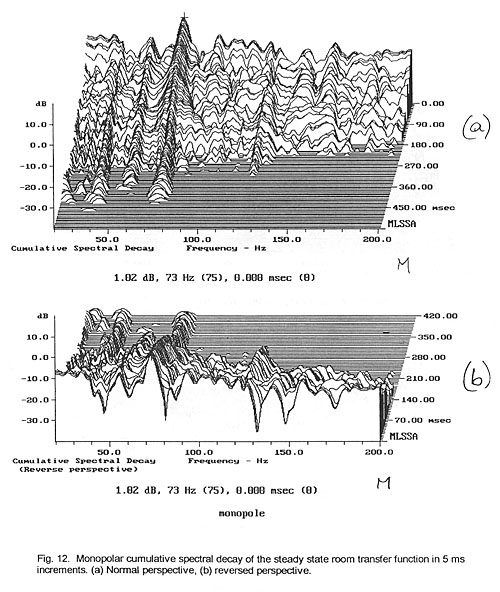 dB
10.0
0.0
-10.0
-20.0
-30.0
0.00
90.00
180.00
270.00
360.00
450.00 msec
MLSSA
(a)
50.0 100.0 150.0 200.0
Cumulative Spectral Decay Frequency - Hz
M
1.02 dB, 73 Hz (75), 0.000 msec (0)
dB
10.0
0.0
-10.0
-20.0
-30.0
420.00
350.00
280.00
210.00
140.00
70.00 msec
MLSSA
(b)
50.0 100.0 150.0 200.0
Cumulative Spectral Decay Frequency - Hz
(Reverse perspective)
M
1.02 dB, 73 Hz (75), 0.000 msec (0)
monopole
Fig. 12. Monopolar cumulative spectral decay of the steady state room transfer function in 5 ms
increments. (a) Normal perspective, (b) reversed perspective.